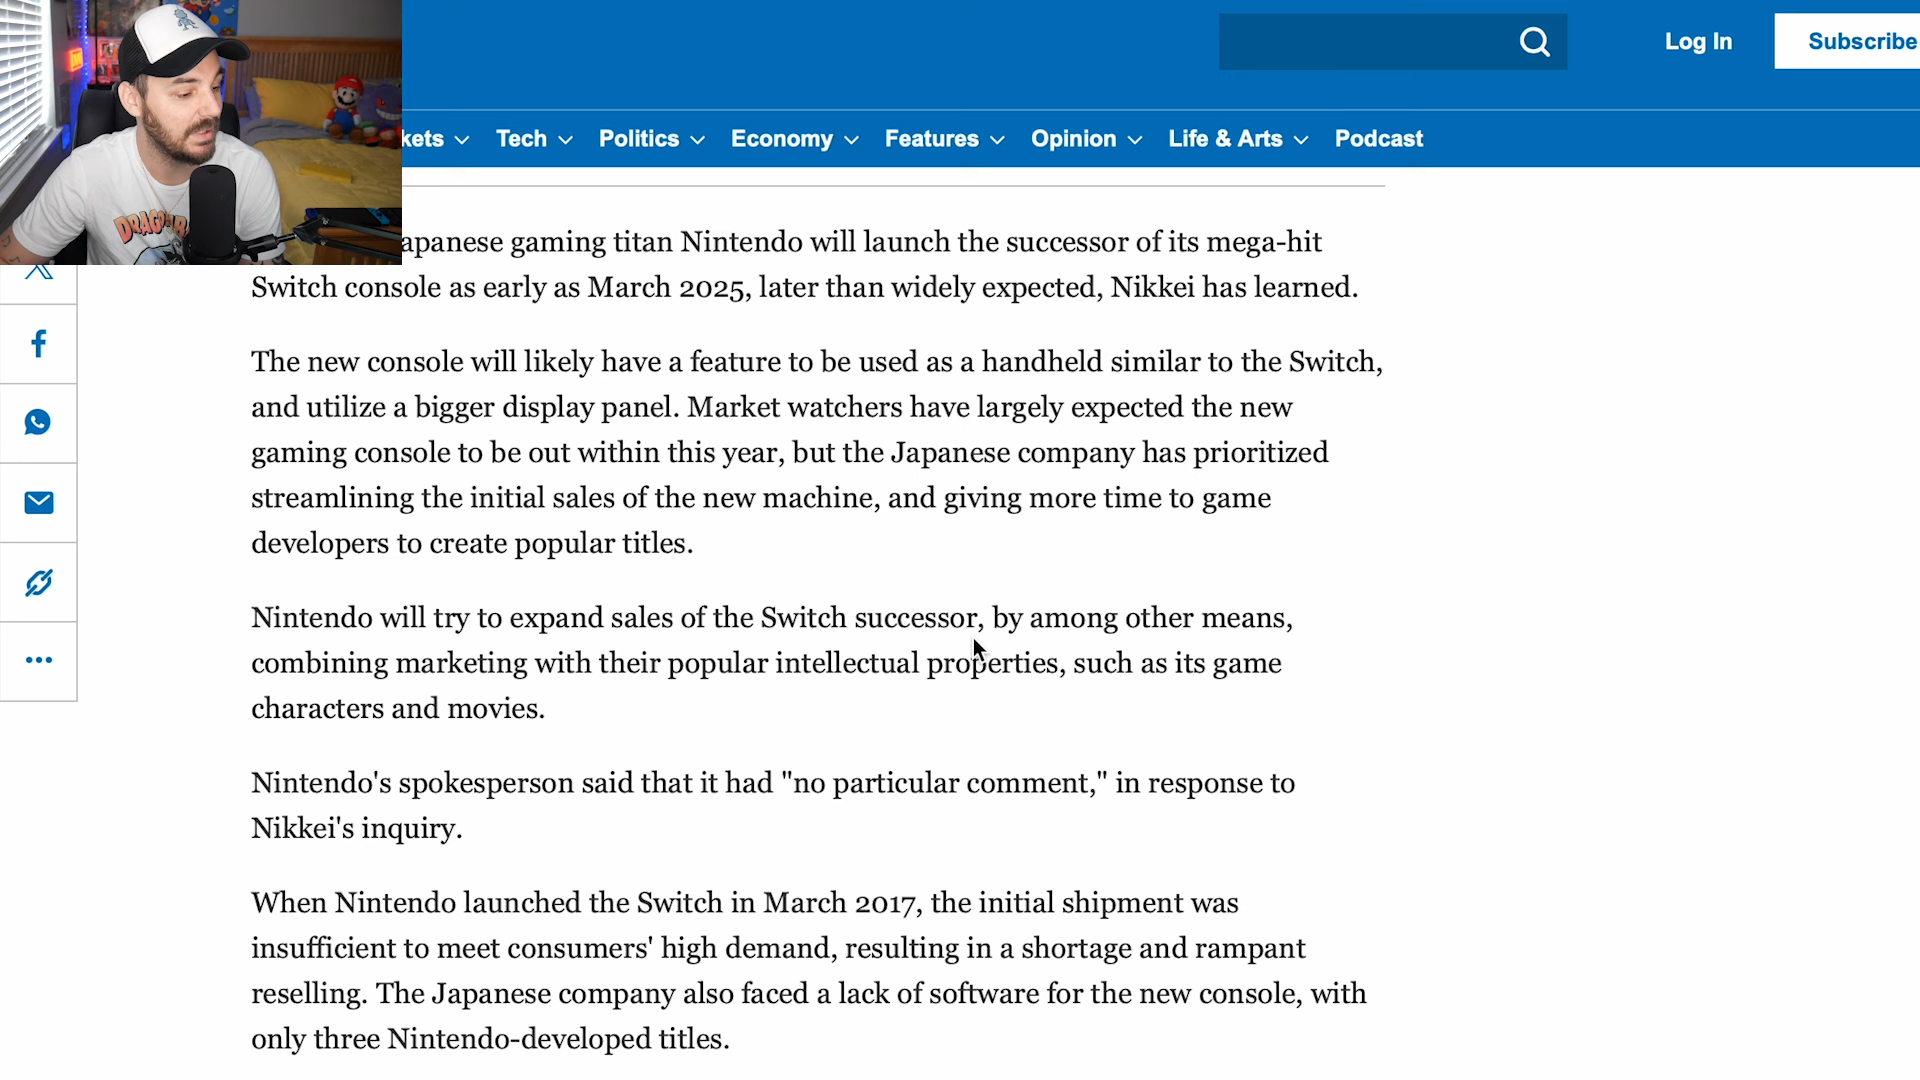 Log In
Subscribe
kets
Tech
Politics
Economy
Features
Opinion
Life & Arts
Podcast
apanese gaming titan Nintendo will launch the successor of its mega-hit
Switch console as early as March 2025, later than widely expected, Nikkei has learned.
The new console will likely have a feature to be used as a handheld similar to the Switch,
and utilize a bigger display panel. Market watchers have largely expected the new
gaming console to be out within this year, but the Japanese company has prioritized
streamlining the initial sales of the new machine, and giving more time to game
developers to create popular titles.
Nintendo will try to expand sales of the Switch successor, by among other means,
combining marketing with their popular intellectual properties, such as its game
characters and movies.
Nintendo's spokesperson said that it had "no particular comment," in response to
Nikkei's inquiry.
When Nintendo launched the Switch in March 2017, the initial shipment was
insufficient to meet consumers' high demand, resulting in a shortage and rampant
reselling. The Japanese company also faced a lack of software for the new console, with
only three Nintendo-developed titles.